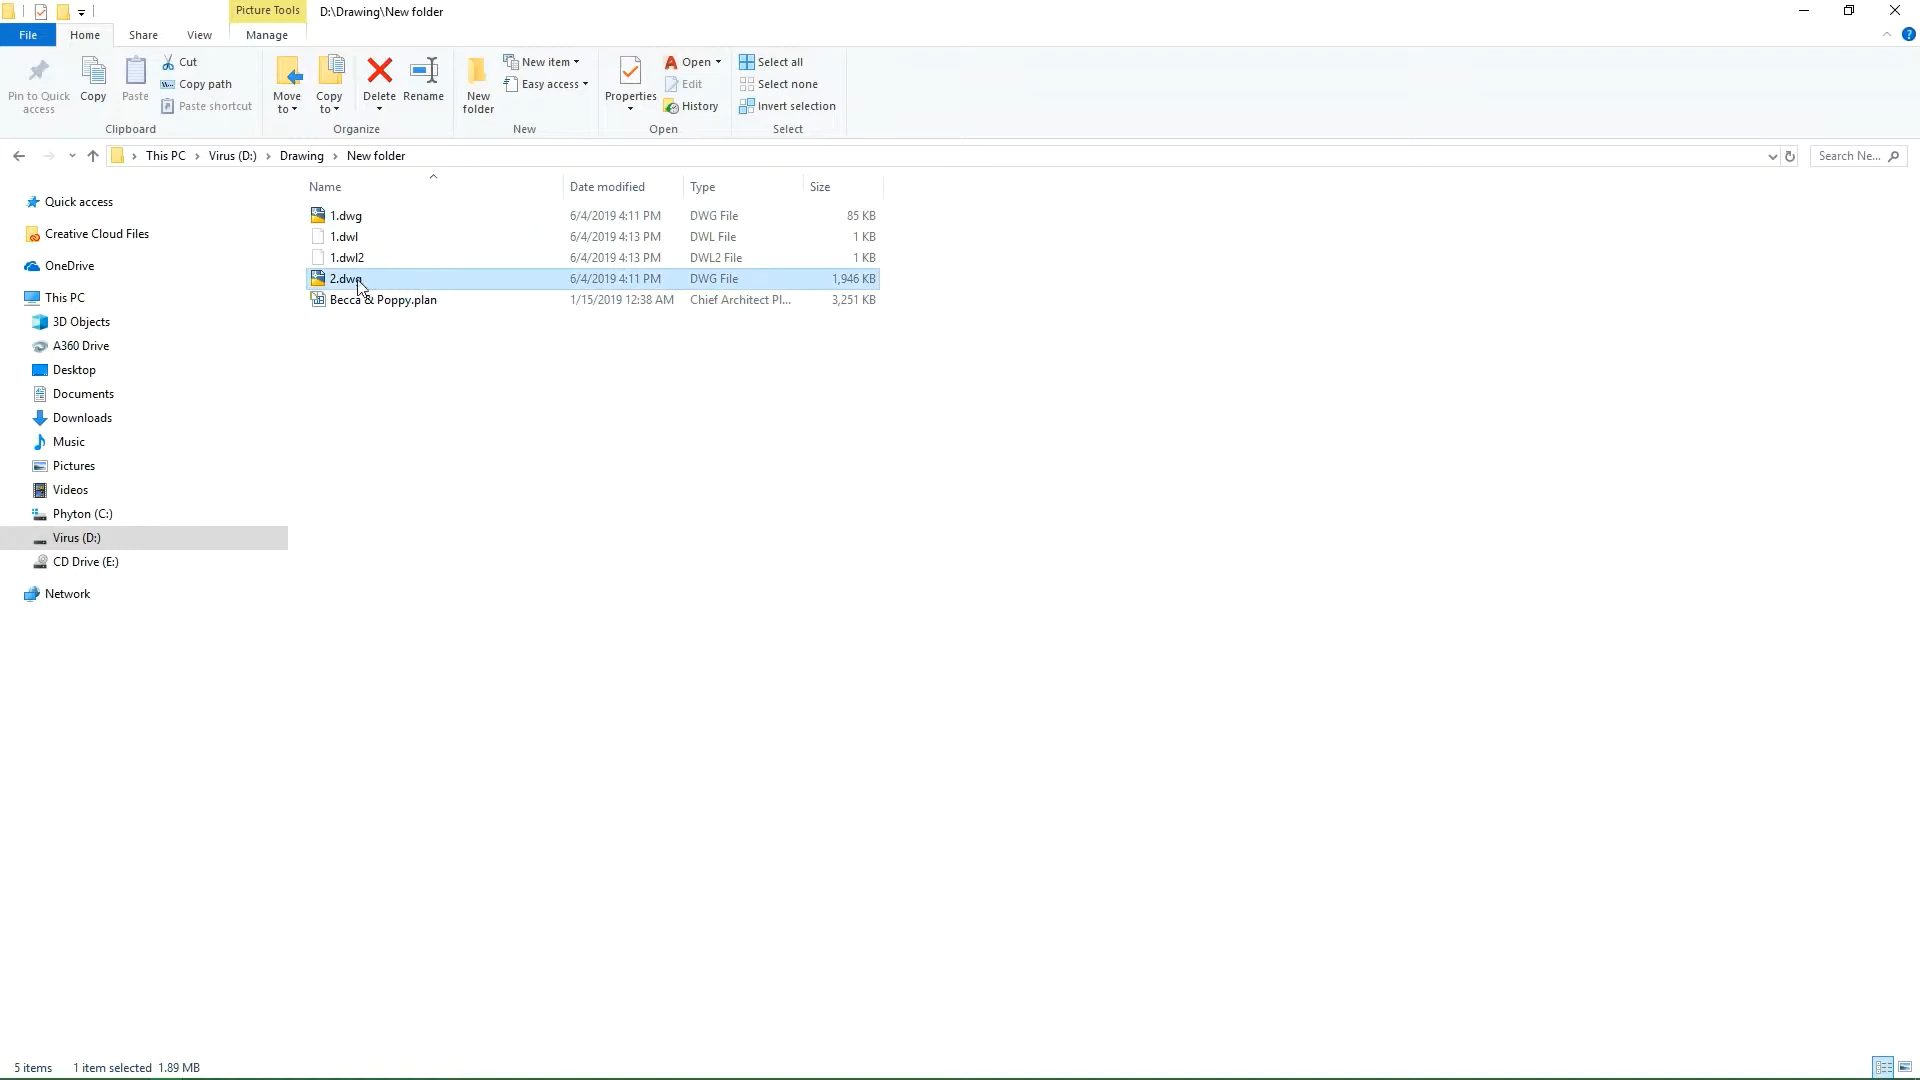 Picture Tools
D:\Drawing\New folder
File
Home
Share
View
Manage
Pin to Quick access
Copy
Paste
Cut
Copy path
Paste shortcut
Clipboard
Move to
Copy to
Delete
Rename
Organize
New folder
New item
Easy access
New
Properties
Open
Edit
History
Open
Select all
Select none
Invert selection
Select
This PC > Virus (D:) > Drawing > New folder
Search Ne...
Quick access
Creative Cloud Files
OneDrive
This PC
3D Objects
A360 Drive
Desktop
Documents
Downloads
Music
Pictures
Videos
Phyton (C:)
Virus (D:)
CD Drive (E:)
Network
Name Date modified Type Size
1.dwg 6/4/2019 4:11 PM DWG File 85 KB
1.dwl 6/4/2019 4:13 PM DWL File 1 KB
1.dwl2 6/4/2019 4:13 PM DWL2 File 1 KB
2.dwg 6/4/2019 4:11 PM DWG File 1,946 KB
Becca & Poppy.plan 1/15/2019 12:38 AM Chief Architect Pl... 3,251 KB
5 items 1 item selected 1.89 MB